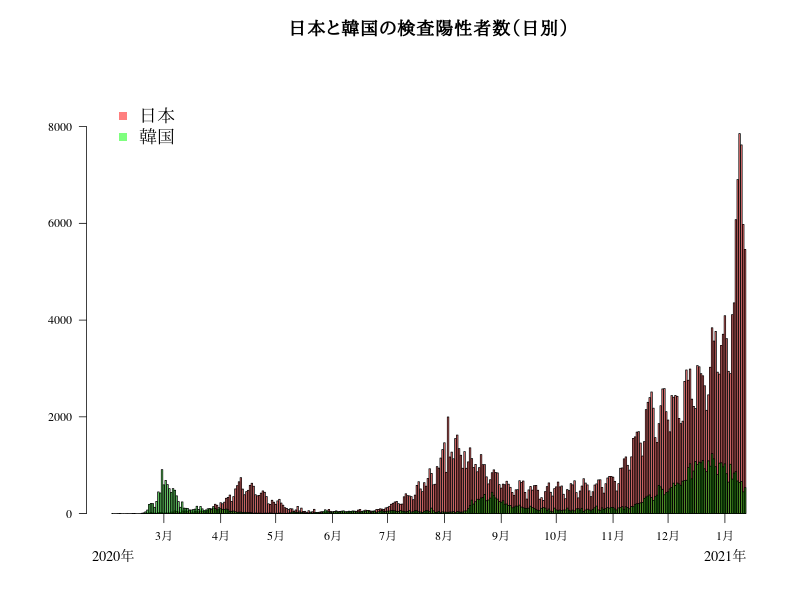 日本と韓国の検査陽性者数（日別）
日本
韓国
8000
6000
4000
2000
0
3月 4月 5月 6月 7月 8月 9月 10月 11月 12月 1月
2020年 2021年